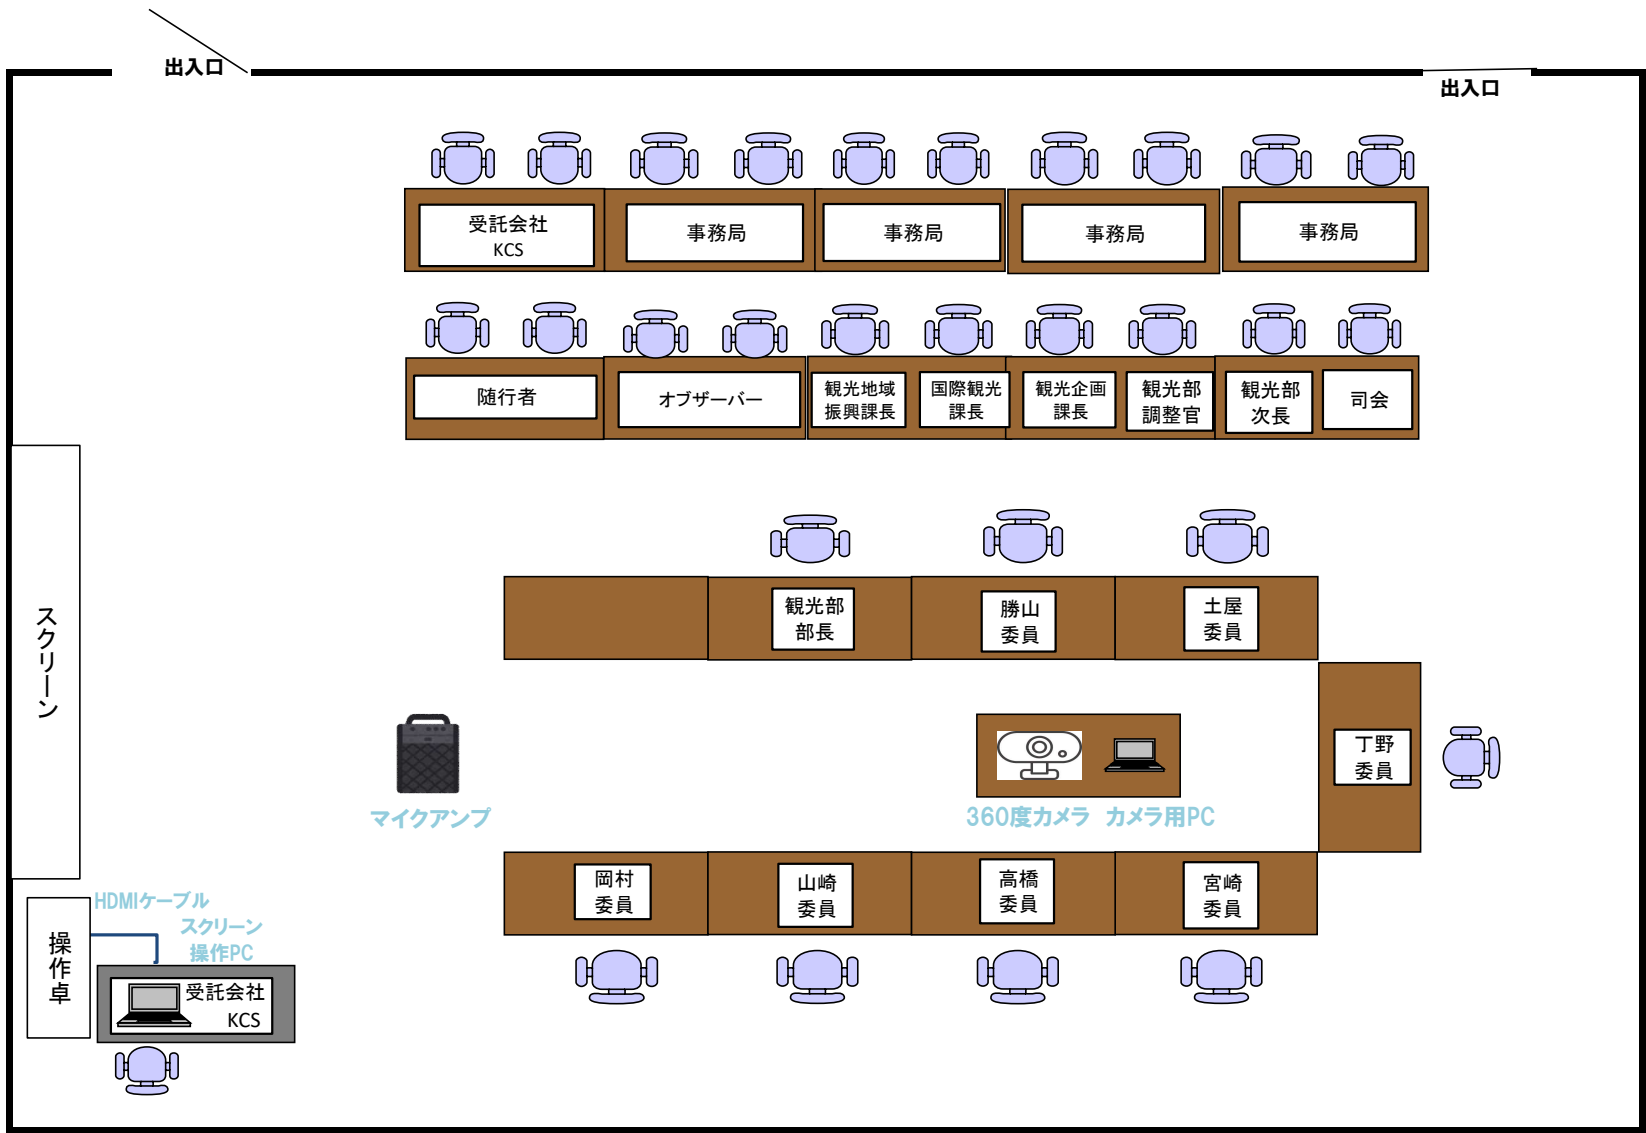 出入口
出入口
受託会社
KCS
事務局
事務局
事務局
事務局
随行者
オブザーバー
観光地域
振興課長
国際観光
課長
観光企画
課長
観光部
調整官
観光部
次長
司会
スクリーン
観光部
部長
勝山
委員
土屋
委員
丁野
委員
マイクアンプ
360度カメラ
カメラ用PC
岡村
委員
山崎
委員
高橋
委員
宮崎
委員
HDMIケーブル
スクリーン
操作PC
操作卓
受託会社
KCS